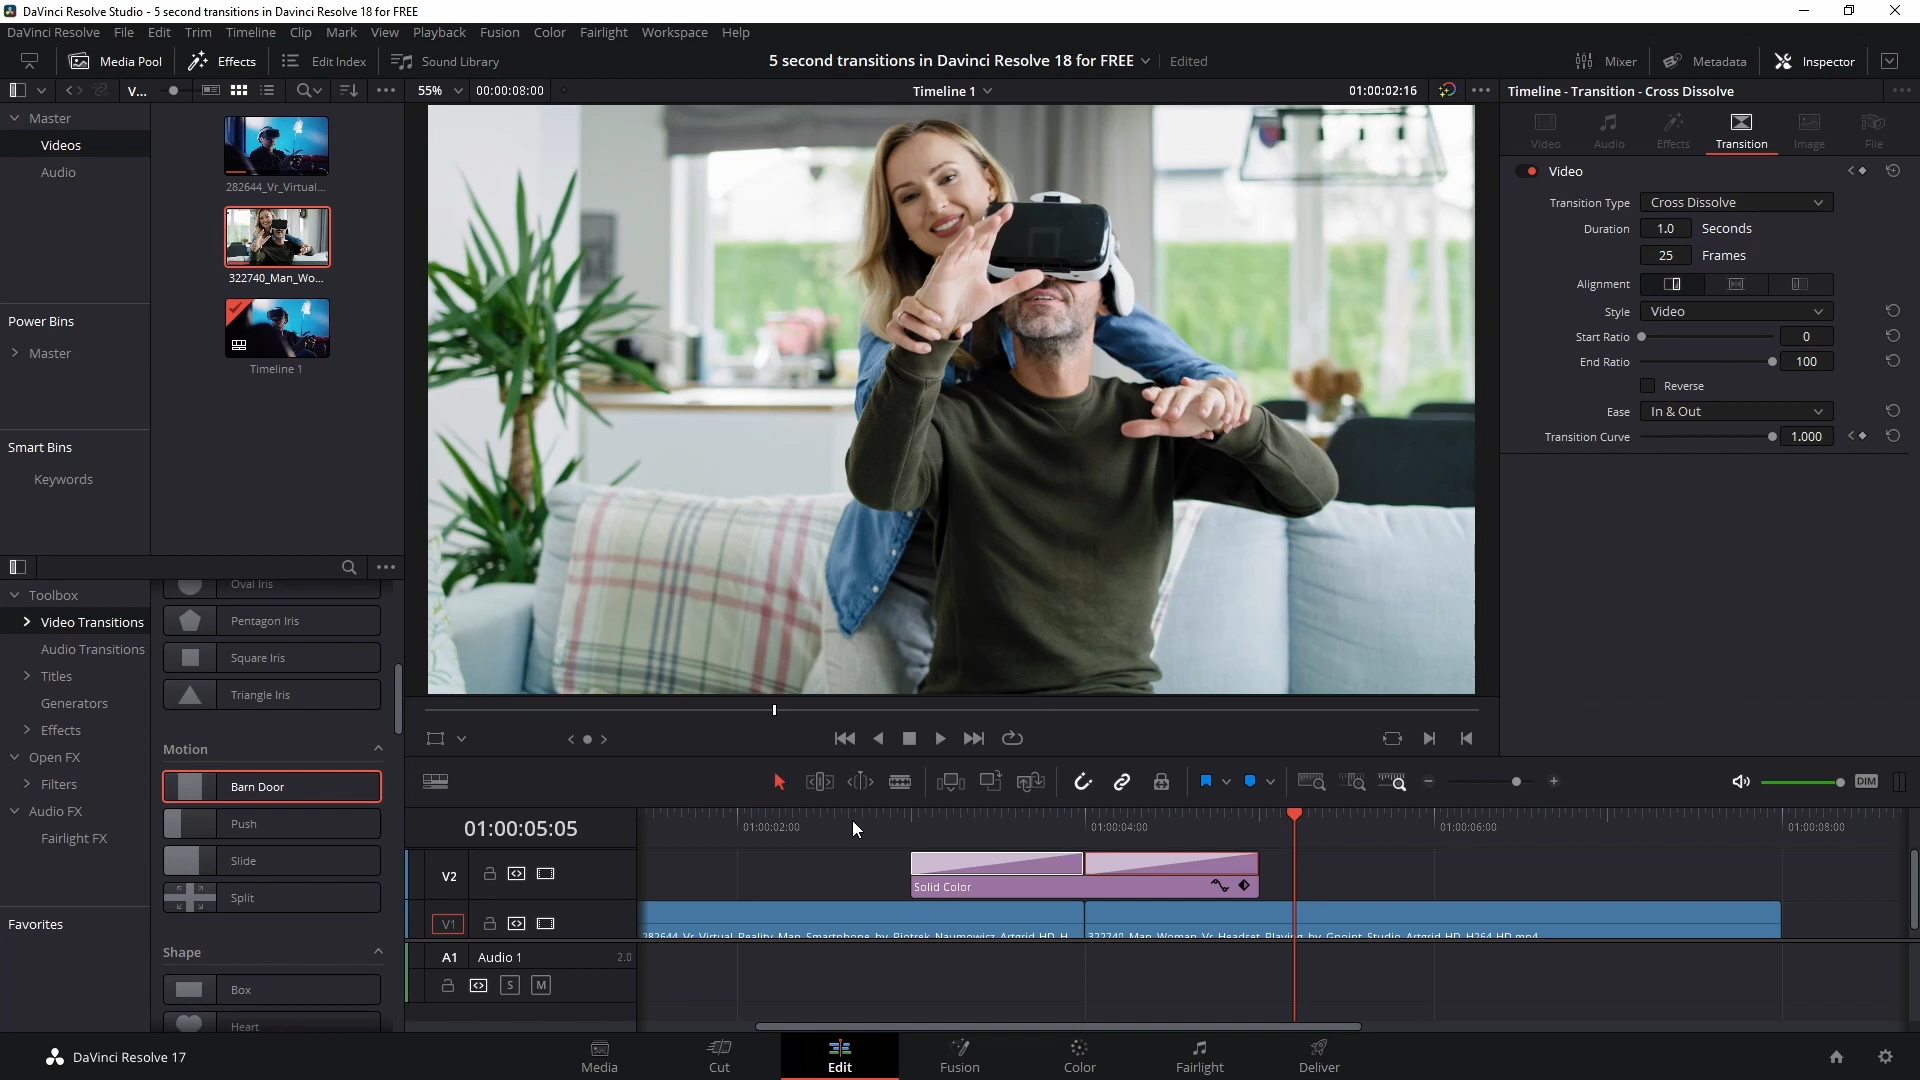 DaVinci Resolve Studio - 5 second transitions in Davinci Resolve 18 for FREE
DaVinci Resolve File Edit Trim Timeline Clip Mark View Playback Fusion Color Fairlight Workspace Help
Media Pool Effects Edit Index Sound Library 5 second transitions in Davinci Resolve 18 for FREE Edited Mixer Metadata Inspector
V... 55% 00:00:08:00 Timeline 1 01:00:02:16 Timeline - Transition - Cross Dissolve
Master
Videos
Audio
282644_Vr_Virtual...
322740_Man_Wo...
Timeline 1
Power Bins
Master
Smart Bins
Keywords
Video Audio Effects Transition Image File
Video
Transition Type Cross Dissolve
Duration 1.0 Seconds
25 Frames
Alignment
Style Video
Start Ratio 0
End Ratio 100
Reverse
Ease In & Out
Transition Curve 1.000
Toolbox
Video Transitions
Audio Transitions
Titles
Generators
Effects
Open FX
Filters
Audio FX
Fairlight FX
Favorites
Oval Iris
Pentagon Iris
Square Iris
Triangle Iris
Motion
Barn Door
Push
Slide
Split
Shape
Box
Heart
DIM
01:00:05:05 01:00:02:00 01:00:04:00 01:00:06:00 01:00:08:00
V2 Solid Color
V1 282644_Vr_Virtual_Reality_Man_Smartphone_by_Piotrek_Naumowicz_Artgrid_HD_H 322740_Man_Woman_Vr_Headset_Playing_by_Gpoint_Studio_Artgrid_HD_H264_HD.mp4
A1 Audio 1 2.0
S M
DaVinci Resolve 17 Media Cut Edit Fusion Color Fairlight Deliver